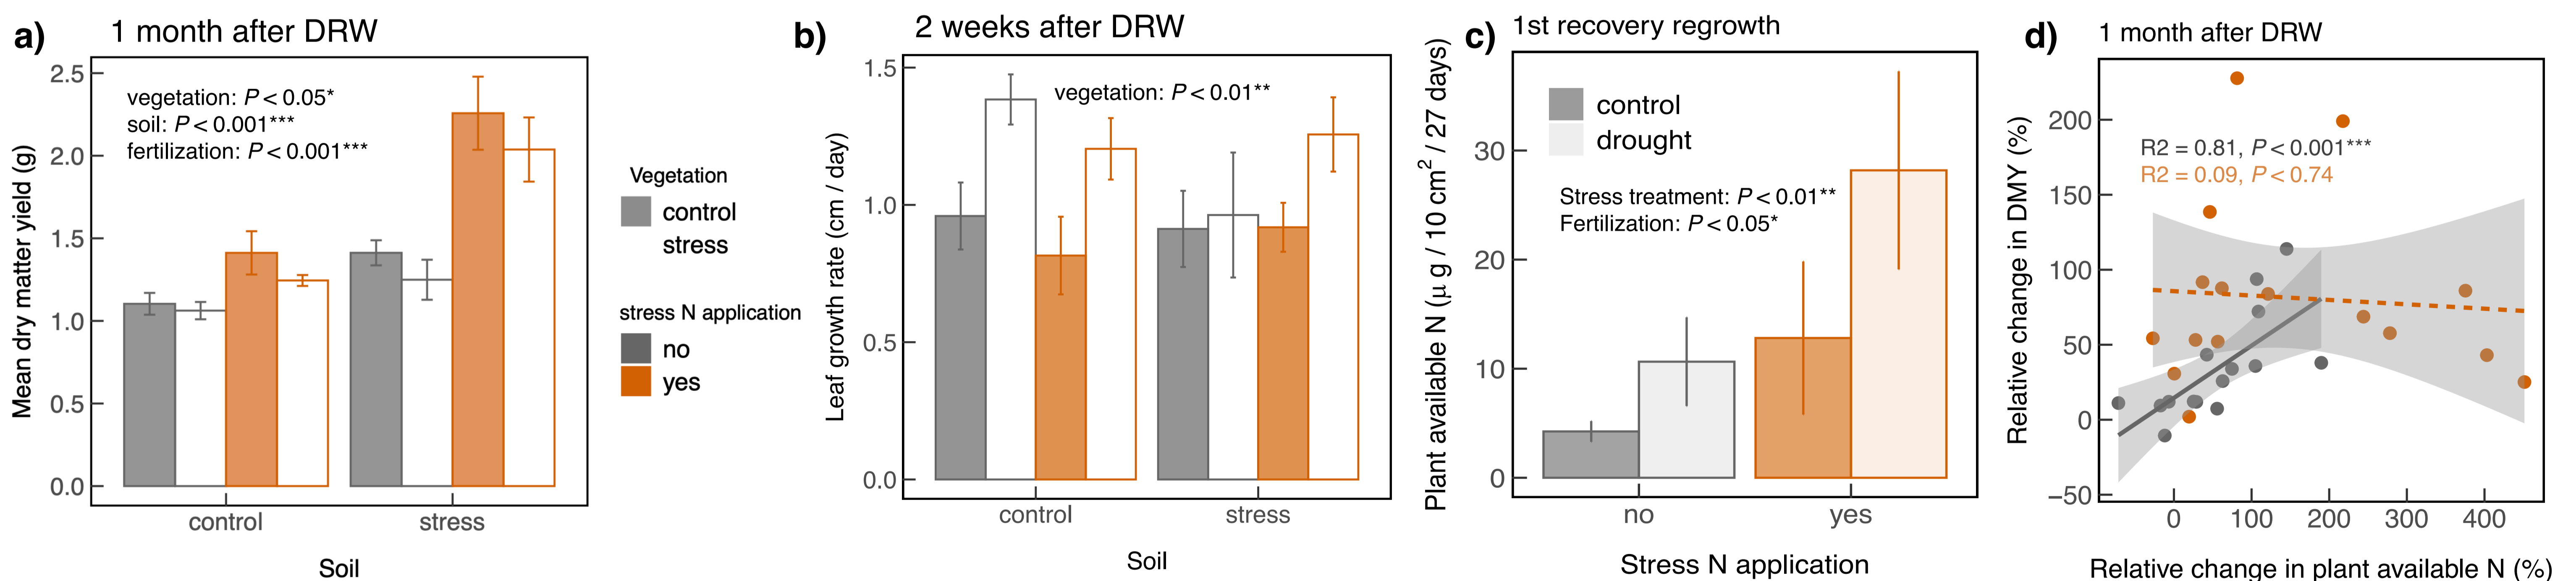 a) 1 month after DRW
Mean dry matter yield (g)
2.5
2.0
1.5
1.0
0.5
0.0
vegetation: P < 0.05*
soil: P < 0.001***
fertilization: P < 0.001***
control stress
Soil
Vegetation
control
stress
stress N application
no
yes
b) 2 weeks after DRW
Leaf growth rate (cm / day)
1.5
1.0
0.5
0.0
vegetation: P < 0.01**
control stress
Soil
c) 1st recovery regrowth
Plant available N (μ g / 10 cm2 / 27 days)
30
20
10
0
control
drought
Stress treatment: P < 0.01**
Fertilization: P < 0.05*
no yes
Stress N application
d) 1 month after DRW
Relative change in DMY (%)
200
150
100
50
0
−50
R2 = 0.81, P < 0.001***
R2 = 0.09, P < 0.74
0 100 200 300 400
Relative change in plant available N (%)